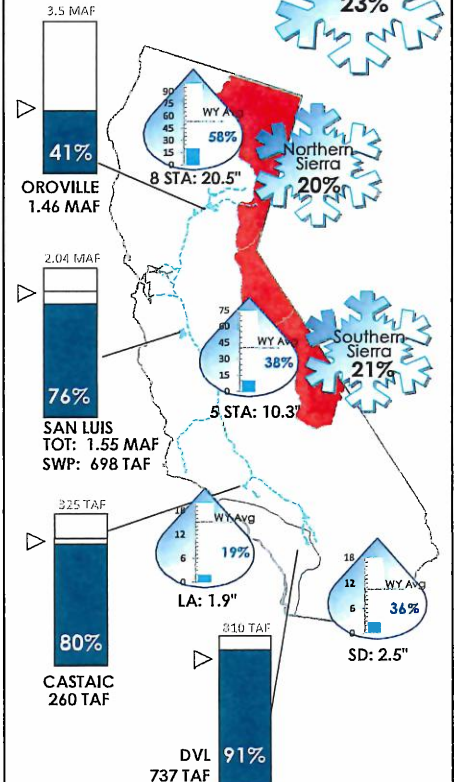 23%
3.5 MAF
41%
OROVILLE
1.46 MAF
90
75
60
45
30
15
0
WY Avg
58%
8 STA: 20.5"
Northern
Sierra
20%
2.04 MAF
76%
SAN LUIS
TOT: 1.55 MAF
SWP: 698 TAF
75
60
45
30
15
0
WY Avg
38%
5 STA: 10.3"
Southern
Sierra
21%
325 TAF
80%
CASTAIC
260 TAF
18
12
6
0
WY Avg
19%
LA: 1.9"
18
12
6
0
WY Avg
36%
SD: 2.5"
810 TAF
91%
DVL
737 TAF